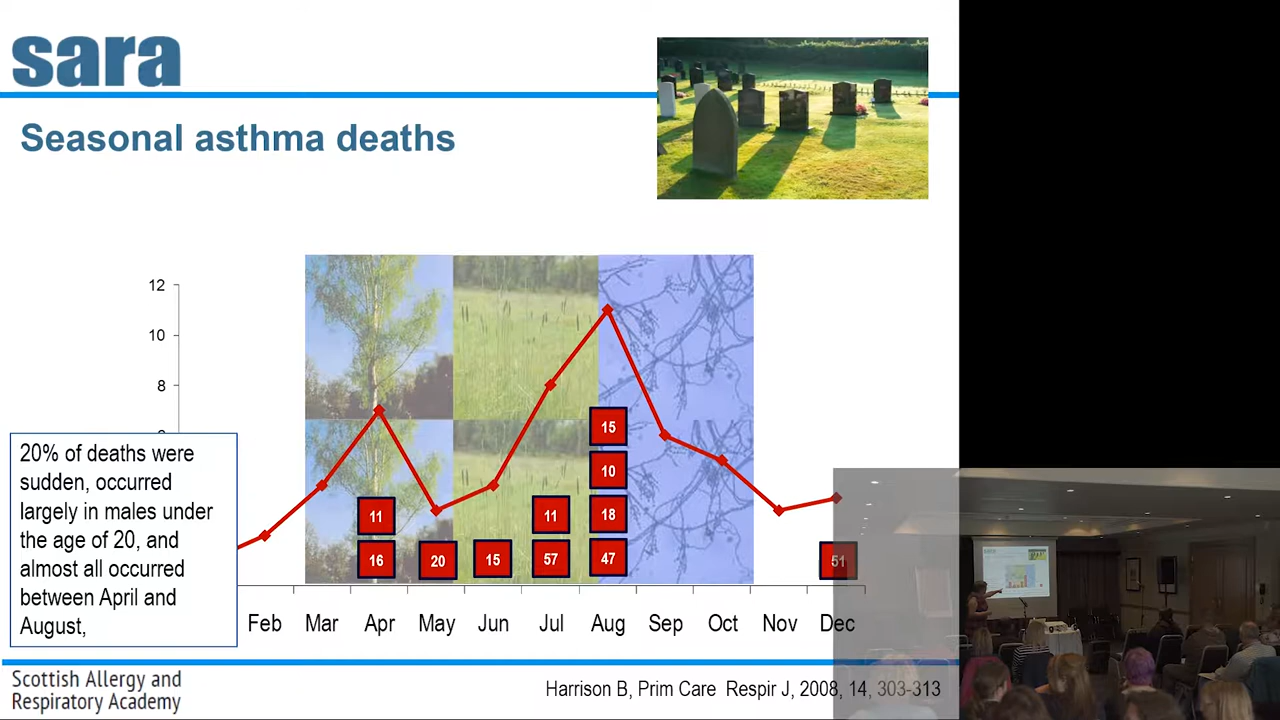 sara
Seasonal asthma deaths
12
10
8
20% of deaths were
sudden, occurred
largely in males under
the age of 20, and
almost all occurred
between April and
August,
15
10
11
11
18
16
20
15
57
47
51
Feb Mar Apr May Jun Jul Aug Sep Oct Nov Dec
Scottish Allergy and
Respiratory Academy
Harrison B, Prim Care Respir J, 2008, 14, 303-313